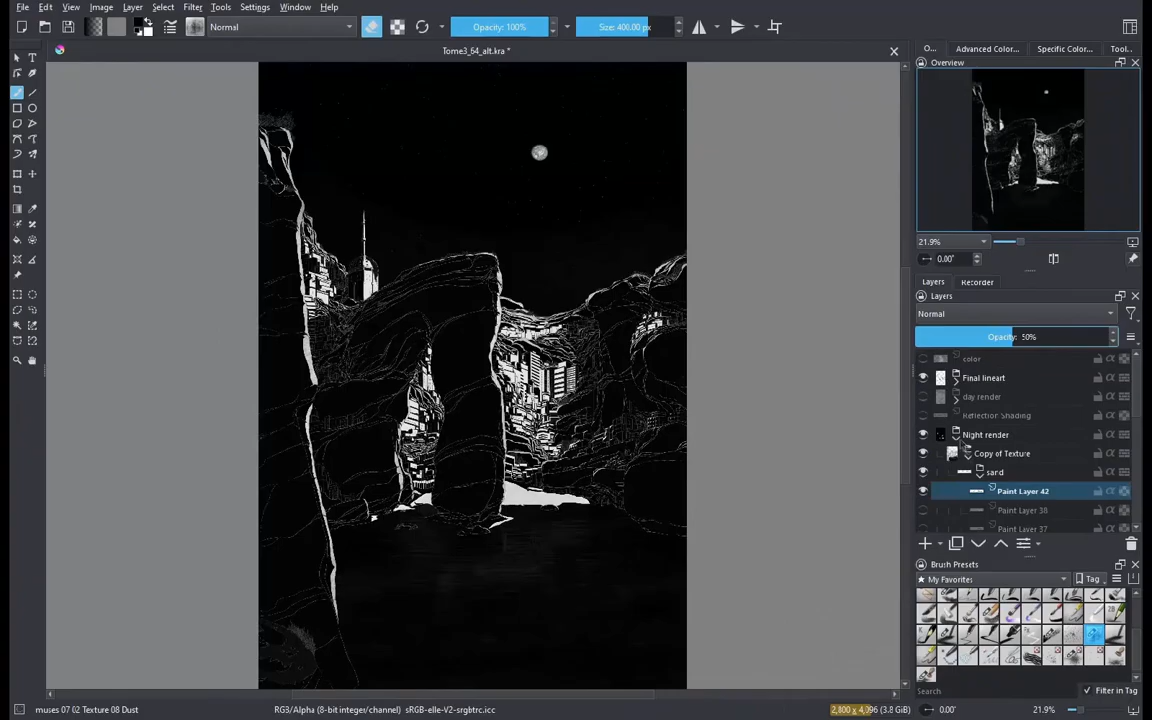 File Edit View Image Layer Select Filter Tools Settings Window Help
Normal Opacity: 100% Size: 400.00 px
Tome3_64_alt.kra *
O... Advanced Color... Specific Color... Tool..
Overview
21.9%
0.00°
Layers Recorder
Layers
Normal
Opacity: 50%
color
Final lineart
day render
Reflection Shading
Night render
Copy of Texture
sand
Paint Layer 42
Paint Layer 38
Paint Layer 37
Brush Presets
My Favorites Tag
Search Filter in Tag
muses 07 02 Texture 08 Dust RG3/Alpha (8-bit integer/channel) sRGB-elle-V2-srgbtrc.icc 2,800 x 4,096 (3.8 GiB) 0.00° 21.9%